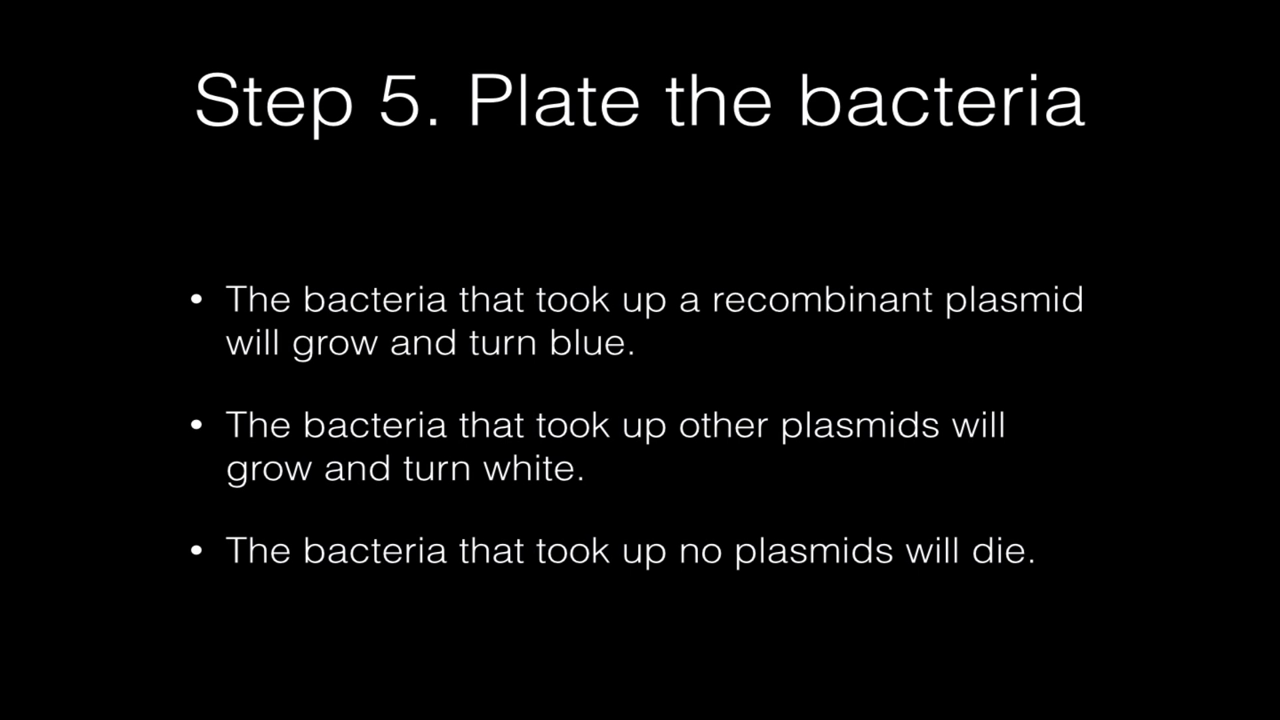 Step 5. Plate the bacteria
• The bacteria that took up a recombinant plasmid
will grow and turn blue.
• The bacteria that took up other plasmids will
grow and turn white.
• The bacteria that took up no plasmids will die.